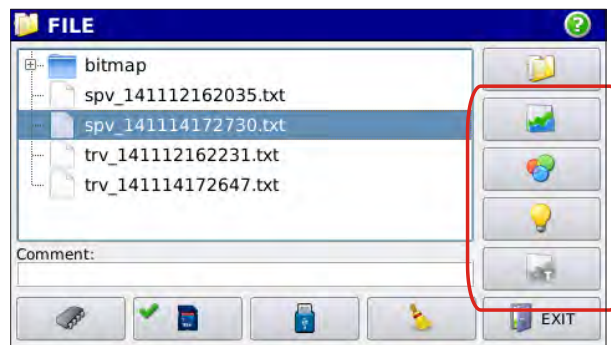 FILE
bitmap
spv_141112162035.txt
spv_141114172730.txt
trv_141112162231.txt
trv_141114172647.txt
Comment:
EXIT